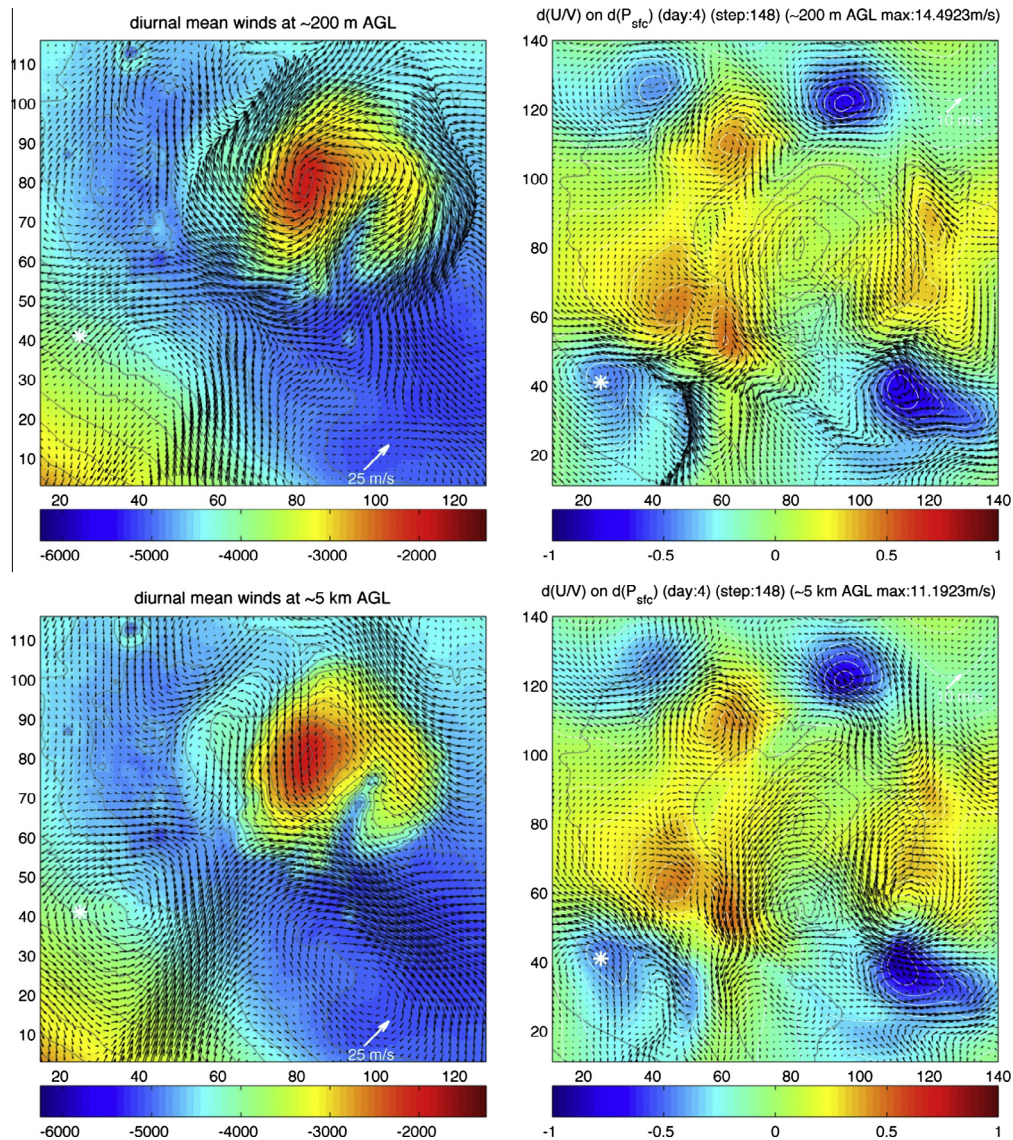 diurnal mean winds at ~200 m AGL
110
100
90
80
70
60
50
40
30
20
10
25 m/s
20 40 60 80 100 120
-6000 -5000 -4000 -3000 -2000
d(U/V) on d(Psfc) (day:4) (step:148) (~200 m AGL max:14.4923m/s)
140
120
100
80
60
40
20
10 m/s
20 40 60 80 100 120 140
-1 -0.5 0 0.5 1
diurnal mean winds at ~5 km AGL
110
100
90
80
70
60
50
40
30
20
10
25 m/s
20 40 60 80 100 120
-6000 -5000 -4000 -3000 -2000
d(U/V) on d(Psfc) (day:4) (step:148) (~5 km AGL max:11.1923m/s)
140
120
100
80
60
40
20
20 40 60 80 100 120 140
-1 -0.5 0 0.5 1